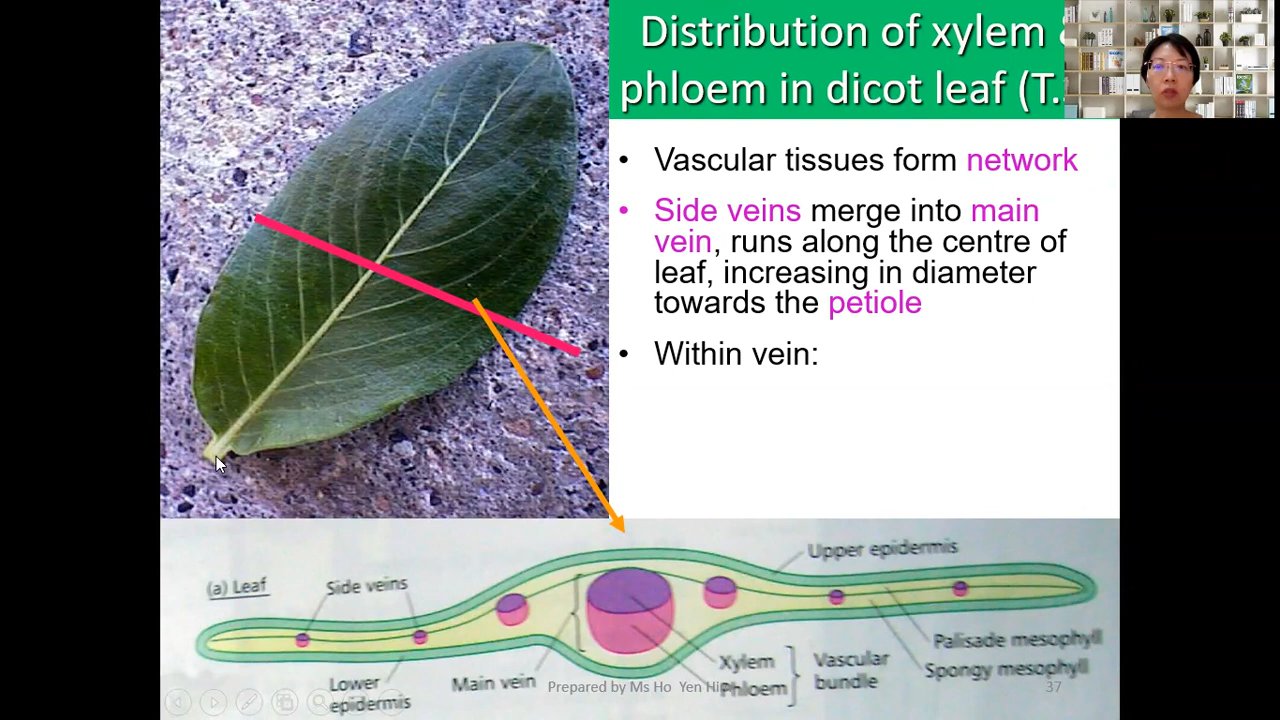 Distribution of xylem
phloem in dicot leaf (T.
• Vascular tissues form network
• Side veins merge into main
vein, runs along the centre of
leaf, increasing in diameter
towards the petiole
• Within vein:
(a) Leaf
Side veins
Upper epidermis
Palisade mesophyll
Spongy mesophyll
Xylem
Phloem
Vascular
bundle
Main vein
Lower
epidermis
Prepared by Ms Ho Yen
37